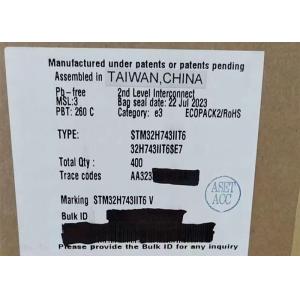 Manufactured under patents or patents pending
Assembled in TAIWAN,CHINA
Pb-free 2nd Level Interconnect
MSL:3 Bag seal date: 22 Jul 2023
PBT: 260 C Category: e3 ECOPACK2/RoHS
TYPE: STM32H743IIT6
32H743IIT6$E7
Total Qty : 400
Trace codes AA323
Marking STM32H743IIT6 V
Bulk ID
Please provide the Bulk ID for any inquiry
ASET
ACC